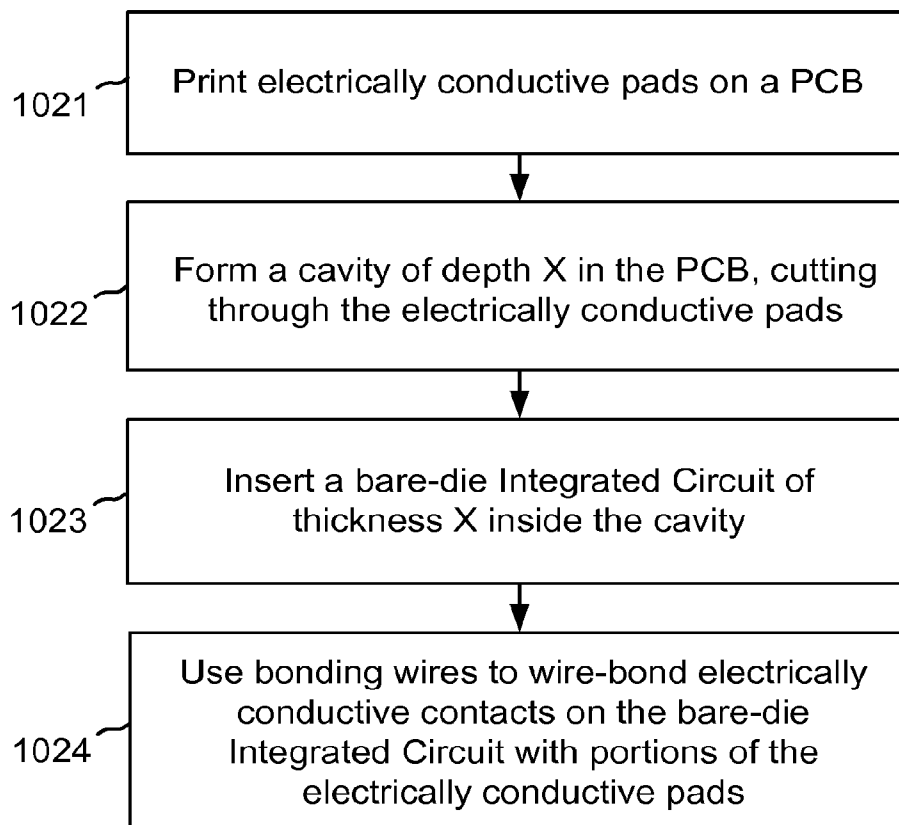 1021
Print electrically conductive pads on a PCB
1022
Form a cavity of depth X in the PCB, cutting
through the electrically conductive pads
1023
Insert a bare-die Integrated Circuit of
thickness X inside the cavity
1024
Use bonding wires to wire-bond electrically
conductive contacts on the bare-die
Integrated Circuit with portions of the
electrically conductive pads